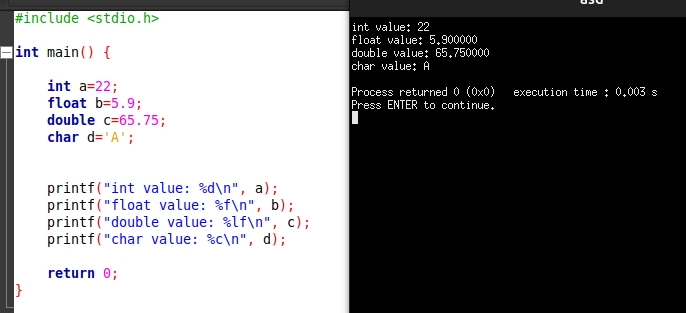 #include <stdio.h>
int main() {
int a=22;
float b=5.9;
double c=65.75;
char d='A';
printf("int value: %d\n", a);
printf("float value: %f\n", b);
printf("double value: %lf\n", c);
printf("char value: %c\n", d);
return 0;
}
int value: 22
float value: 5.900000
double value: 65.750000
char value: A
Process returned 0 (0x0)   execution time : 0.003 s
Press ENTER to continue.